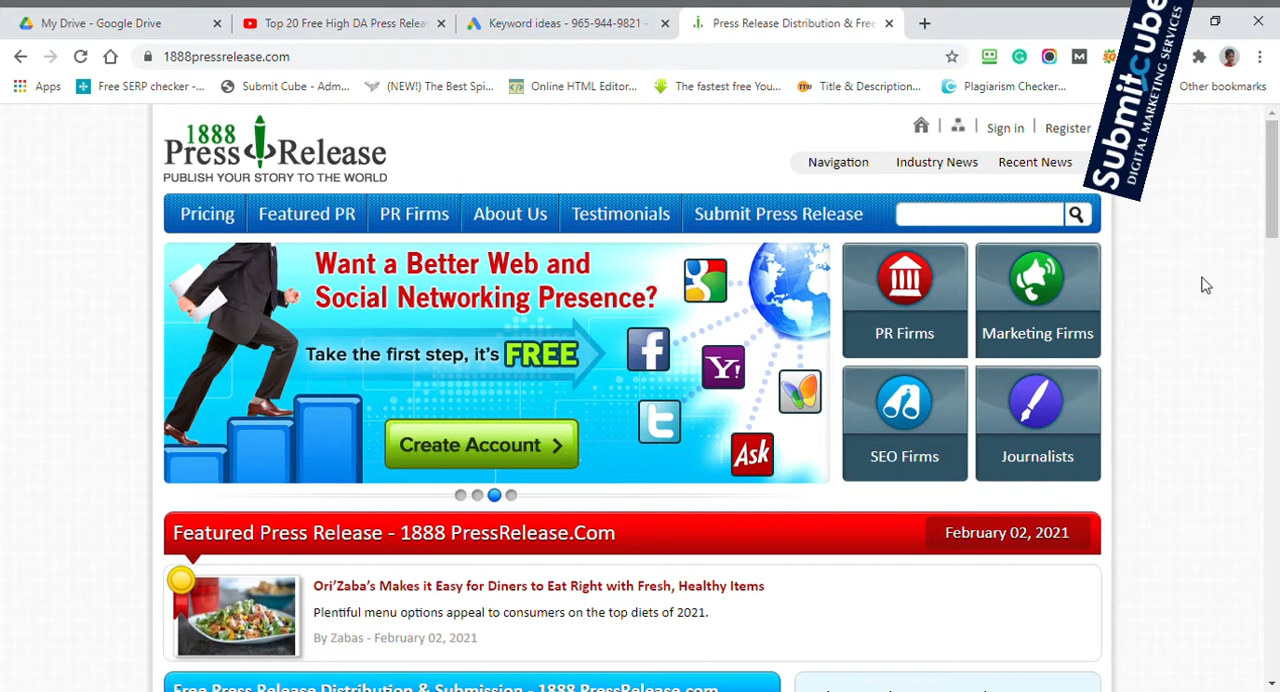 My Drive - Google Drive
Top 20 Free High DA Press Relea
Keyword ideas - 965-944-9821 -
Press Release Distribution & Free
1888pressrelease.com
Apps
Free SERP checker -...
Submit Cube - Adm...
(NEW!) The Best Spi...
Online HTML Editor...
The fastest free You...
Title & Description...
Plagiarism Checker...
Other bookmarks
Submitcube
DIGITAL MARKETING SERVICES
1888
Press Release
PUBLISH YOUR STORY TO THE WORLD
Sign in
Register
Navigation
Industry News
Recent News
Pricing
Featured PR
PR Firms
About Us
Testimonials
Submit Press Release
Want a Better Web and
Social Networking Presence?
Take the first step, it's FREE
Create Account
g
f
Y!
t
Ask
PR Firms
Marketing Firms
SEO Firms
Journalists
Featured Press Release - 1888 PressRelease.Com
February 02, 2021
Ori'Zaba's Makes it Easy for Diners to Eat Right with Fresh, Healthy Items
Plentiful menu options appeal to consumers on the top diets of 2021.
By Zabas - February 02, 2021
Free Press Release Distribution & Submission - 1888 PressRelease.com